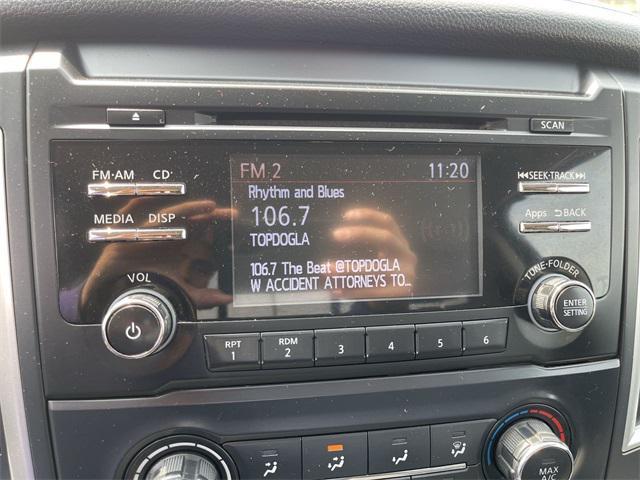 SCAN
FM·AM CD
MEDIA DISP
VOL
FM 2 11:20
Rhythm and Blues
106.7
TOPDOGLA
106.7 The Beat @TOPDOGLA
W ACCIDENT ATTORNEYS TO...
SEEK·TRACK
Apps BACK
TUNE·FOLDER
ENTER
SETTING
RPT
1
RDM
2
3
4
5
6
MAX
A/C